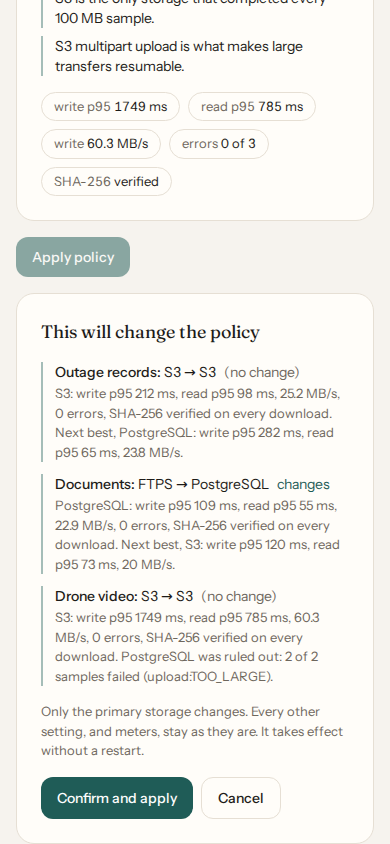 S3 is the only storage that completed every
100 MB sample.
S3 multipart upload is what makes large
transfers resumable.
write p95 1749 ms
read p95 785 ms
write 60.3 MB/s
errors 0 of 3
SHA-256 verified
Apply policy
This will change the policy
Outage records: S3 → S3 (no change)
S3: write p95 212 ms, read p95 98 ms, 25.2 MB/s,
0 errors, SHA-256 verified on every download.
Next best, PostgreSQL: write p95 282 ms, read
p95 65 ms, 23.8 MB/s.
Documents: FTPS → PostgreSQL changes
PostgreSQL: write p95 109 ms, read p95 55 ms,
22.9 MB/s, 0 errors, SHA-256 verified on every
download. Next best, S3: write p95 120 ms, read
p95 73 ms, 20 MB/s.
Drone video: S3 → S3 (no change)
S3: write p95 1749 ms, read p95 785 ms, 60.3
MB/s, 0 errors, SHA-256 verified on every
download. PostgreSQL was ruled out: 2 of 2
samples failed (upload:TOO_LARGE).
Only the primary storage changes. Every other
setting, and meters, stay as they are. It takes effect
without a restart.
Confirm and apply
Cancel